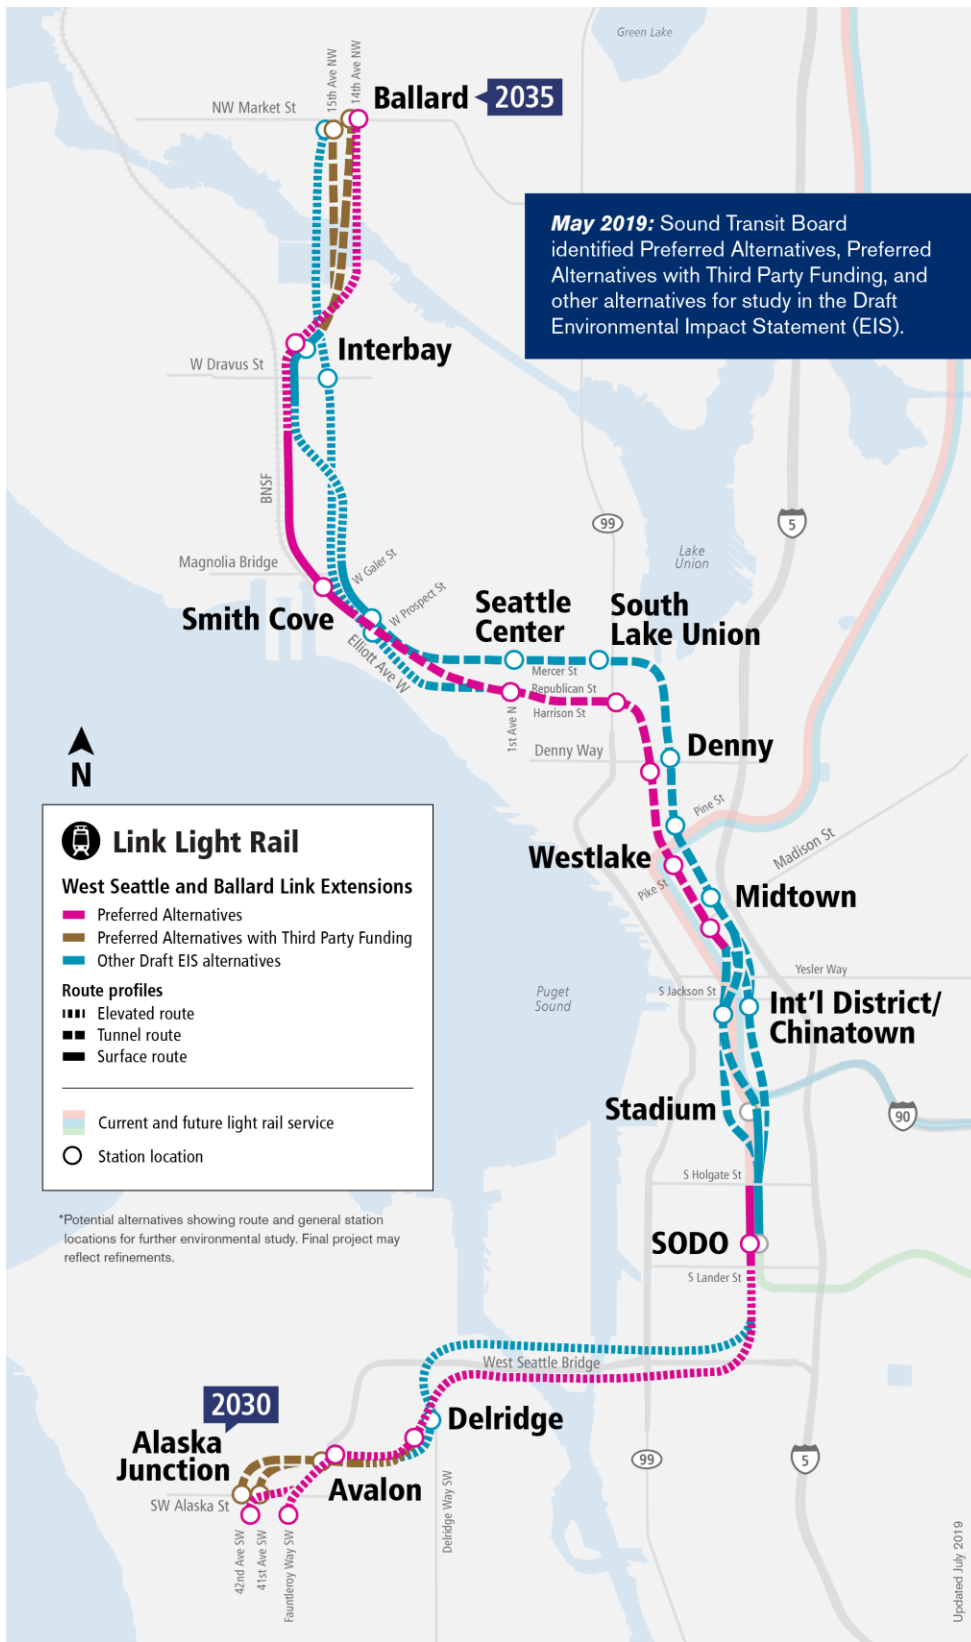 Green Lake
15th Ave NW
14th Ave NW
NW Market St
Ballard
2035
May 2019: Sound Transit Board
identified Preferred Alternatives, Preferred
Alternatives with Third Party Funding, and
other alternatives for study in the Draft
Environmental Impact Statement (EIS).
Interbay
W Dravus St
BNSF
99
5
Lake
Union
Magnolia Bridge
W Galer St
W Prospect St
Smith Cove
Elliott Ave W
Seattle
Center
South
Lake Union
Mercer St
Republican St
Harrison St
1st Ave N
Denny Way
Denny
N
Pine St
Madison St
Westlake
Pike St
Midtown
Link Light Rail
West Seattle and Ballard Link Extensions
Preferred Alternatives
Preferred Alternatives with Third Party Funding
Other Draft EIS alternatives
Route profiles
Elevated route
Tunnel route
Surface route
Current and future light rail service
Station location
*Potential alternatives showing route and general station
locations for further environmental study. Final project may
reflect refinements.
Puget
Sound
Yesler Way
S Jackson St
Int'l District/
Chinatown
Stadium
90
S Holgate St
SODO
S Lander St
West Seattle Bridge
2030
Delridge
Alaska
Junction
Avalon
SW Alaska St
99
5
42nd Ave SW
41st Ave SW
Fauntleroy Way SW
Delridge Way SW
Updated July 2019